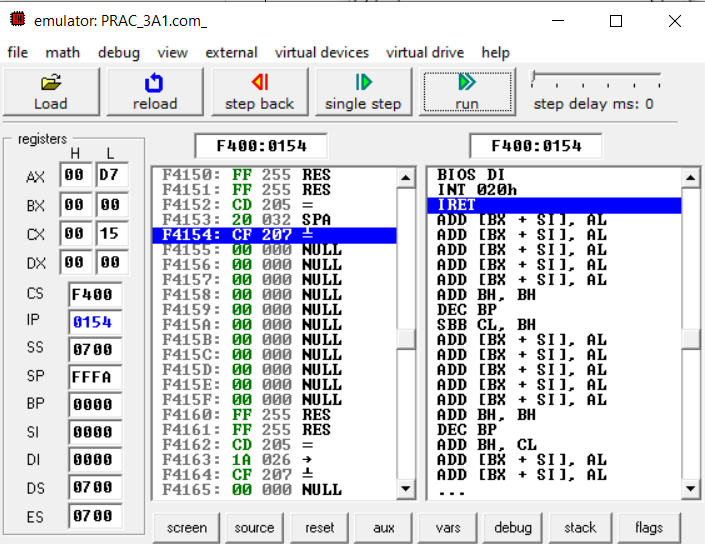 emulator: PRAC_3A1.com_
file math debug view external virtual devices virtual drive help
Load reload step back single step run step delay ms: 0
registers
H L
AX 00 D7
BX 00 00
CX 00 15
DX 00 00
CS F400
IP 0154
SS 0700
SP FFFA
BP 0000
SI 0000
DI 0000
DS 0700
ES 0700
F400:0154
F4150: FF 255 RES
F4151: FF 255 RES
F4152: CD 205 =
F4153: 20 032 SPA
F4154: CF 207 ╧
F4155: 00 000 NULL
F4156: 00 000 NULL
F4157: 00 000 NULL
F4158: 00 000 NULL
F4159: 00 000 NULL
F415A: 00 000 NULL
F415B: 00 000 NULL
F415C: 00 000 NULL
F415D: 00 000 NULL
F415E: 00 000 NULL
F415F: 00 000 NULL
F4160: FF 255 RES
F4161: FF 255 RES
F4162: CD 205 =
F4163: 1A 026 →
F4164: CF 207 ╧
F4165: 00 000 NULL
F400:0154
BIOS DI
INT 020h
IRET
ADD [BX + SI], AL
ADD [BX + SI], AL
ADD [BX + SI], AL
ADD [BX + SI], AL
ADD [BX + SI], AL
ADD BH, BH
DEC BP
SBB CL, BH
ADD [BX + SI], AL
ADD [BX + SI], AL
ADD [BX + SI], AL
ADD [BX + SI], AL
ADD [BX + SI], AL
ADD BH, BH
DEC BP
ADD BH, CL
ADD [BX + SI], AL
ADD [BX + SI], AL
...
screen source reset aux vars debug stack flags